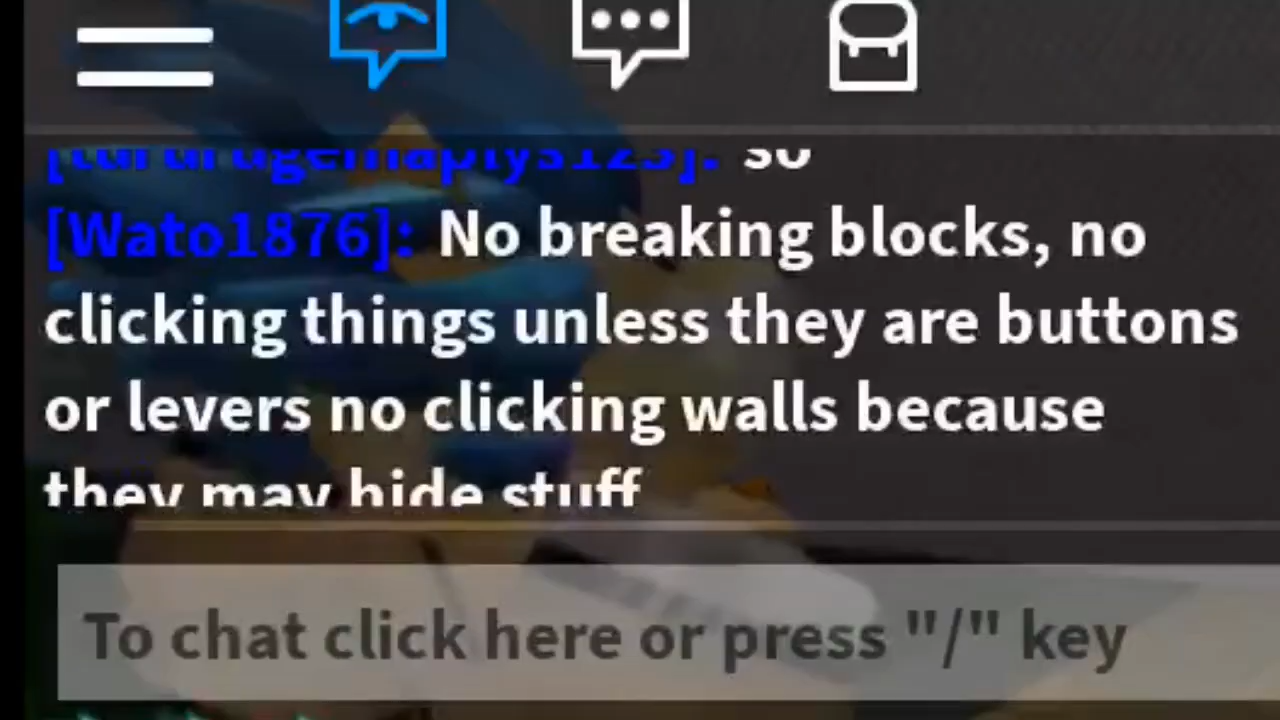 so
[Wato1876]: No breaking blocks, no
clicking things unless they are buttons
or levers no clicking walls because
they may hide stuff
To chat click here or press "/" key